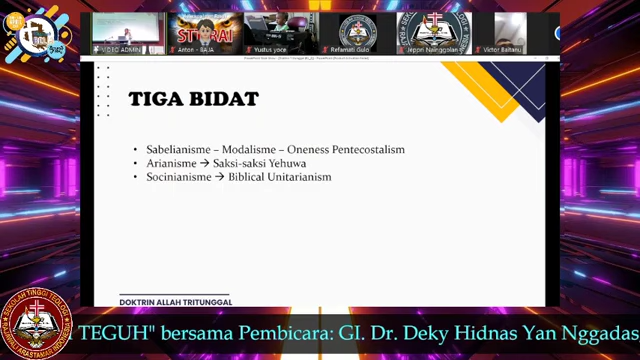 VIDEO ADMIN
Anton - RAJA
Yustus yoce
Refamati Gulo
Jeppri Nainggolan
Victor Baitanu
TIGA BIDAT
• Sabelianisme – Modalisme – Oneness Pentecostalism
• Arianisme → Saksi-saksi Yehuwa
• Socinianisme → Biblical Unitarianism
DOKTRIN ALLAH TRITUNGGAL
TEGUH" bersama Pembicara: GI. Dr. Deky Hidnas Yan Nggadas